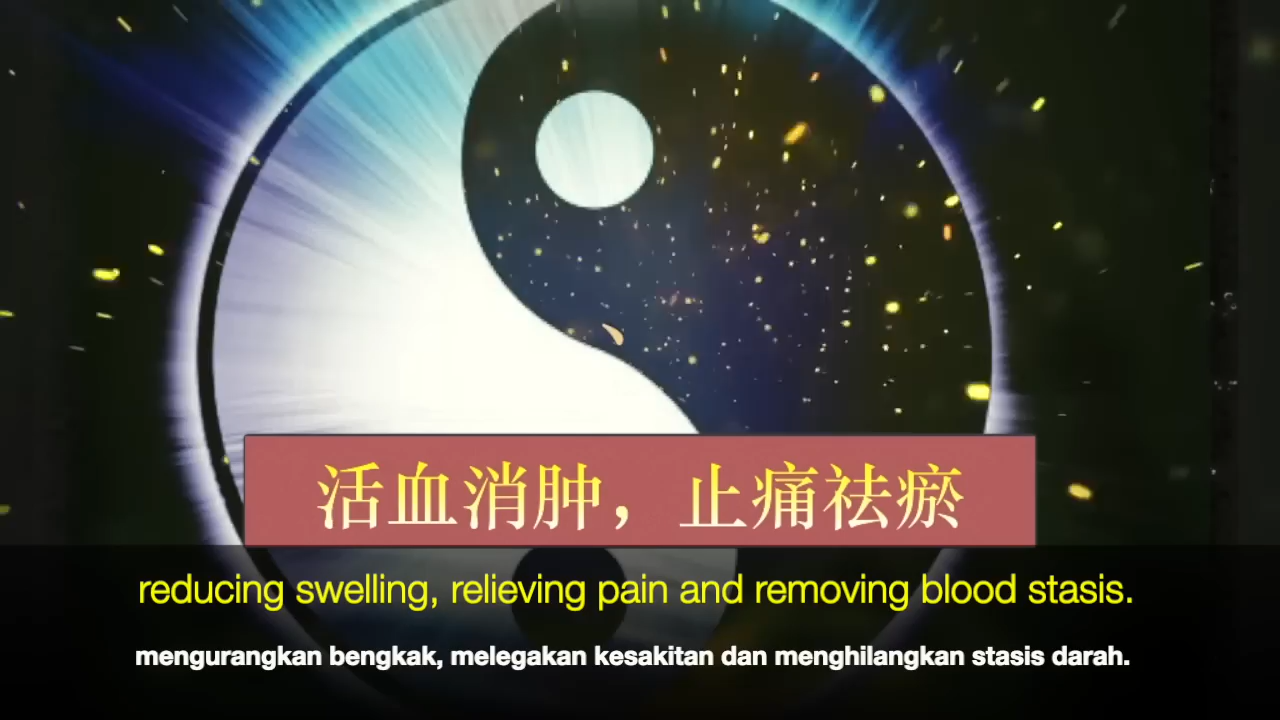 活血消肿，止痛祛瘀
reducing swelling, relieving pain and removing blood stasis.
mengurangkan bengkak, melegakan kesakitan dan menghilangkan stasis darah.